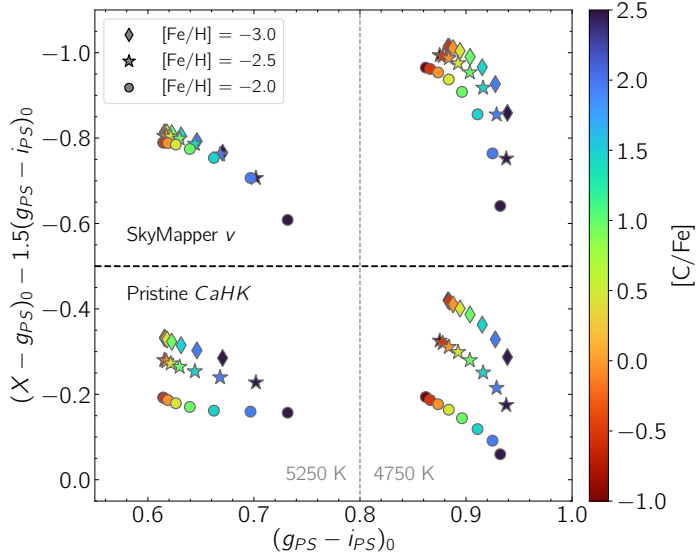 [Fe/H] = −3.0
[Fe/H] = −2.5
[Fe/H] = −2.0
SkyMapper v
Pristine CaHK
5250 K
4750 K
−1.0
−0.8
−0.6
−0.4
−0.2
0.0
(X − g_PS)_0 − 1.5(g_PS − i_PS)_0
0.6
0.7
0.8
0.9
1.0
(g_PS − i_PS)_0
2.5
2.0
1.5
1.0
0.5
0.0
−0.5
−1.0
[C/Fe]